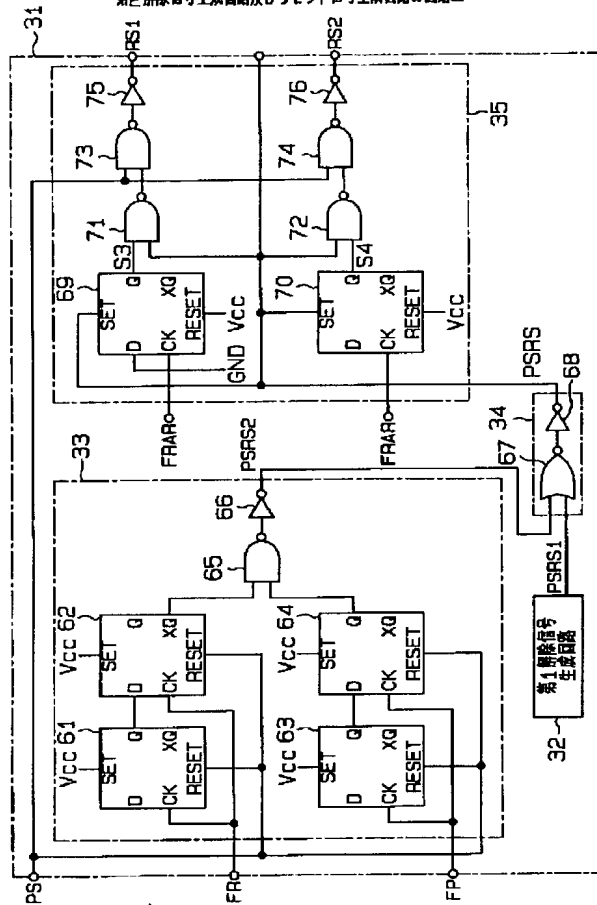 31
PS
33
Vcc 61
SET
D
Q
CK
XQ
RESET
Vcc 62
SET
D
Q
CK
XQ
RESET
65
66
PSRS2
Vcc 63
SET
D
Q
CK
XQ
RESET
Vcc
64
SET
D
Q
CK
XQ
RESET
FR
FP
69
SET
D
Q
CK
XQ
RESET
GND
Vcc
FRAR
S3
71
73
75
RS1
70
SET
D
Q
CK
XQ
RESET
Vcc
FRAR
S4
72
74
76
RS2
35
PSRS
34
67
68
PSRS1
第1解除信号
生成回路
32